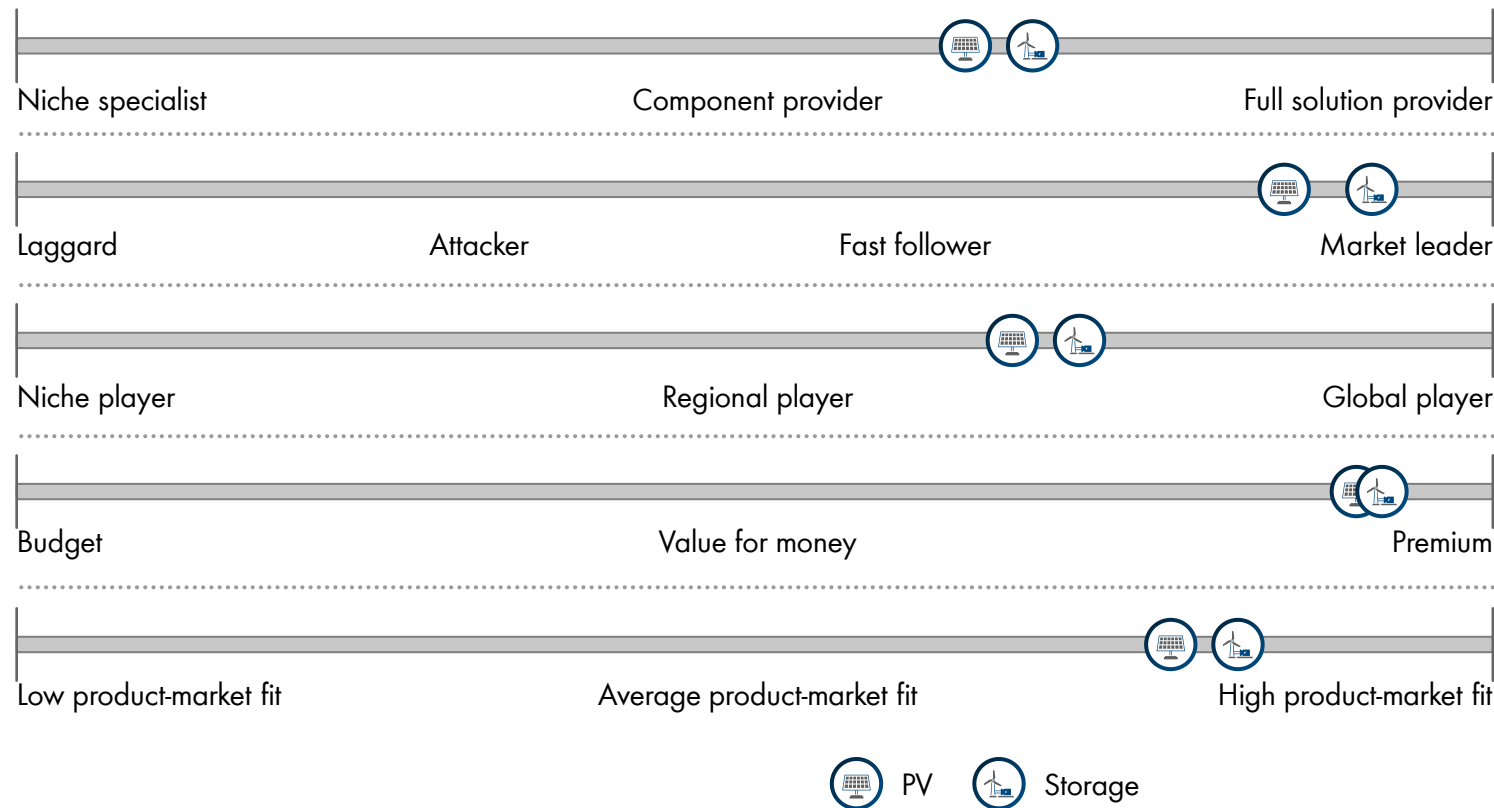 Niche specialist Component provider Full solution provider
Laggard Attacker Fast follower Market leader
Niche player Regional player Global player
Budget Value for money Premium
Low product-market fit Average product-market fit High product-market fit
PV Storage